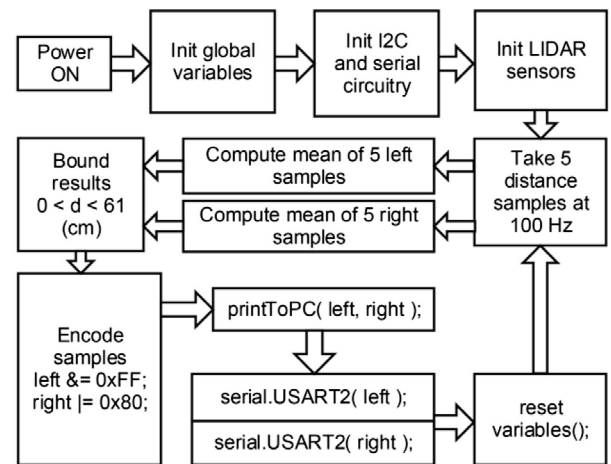 Power
ON
Init global
variables
Init I2C
and serial
circuitry
Init LIDAR
sensors
Take 5
distance
samples at
100 Hz
Compute mean of 5 left
samples
Compute mean of 5 right
samples
Bound
results
0 < d < 61
(cm)
Encode
samples
left &= 0xFF;
right |= 0x80;
printToPC( left, right );
serial.USART2( left );
serial.USART2( right );
reset
variables();